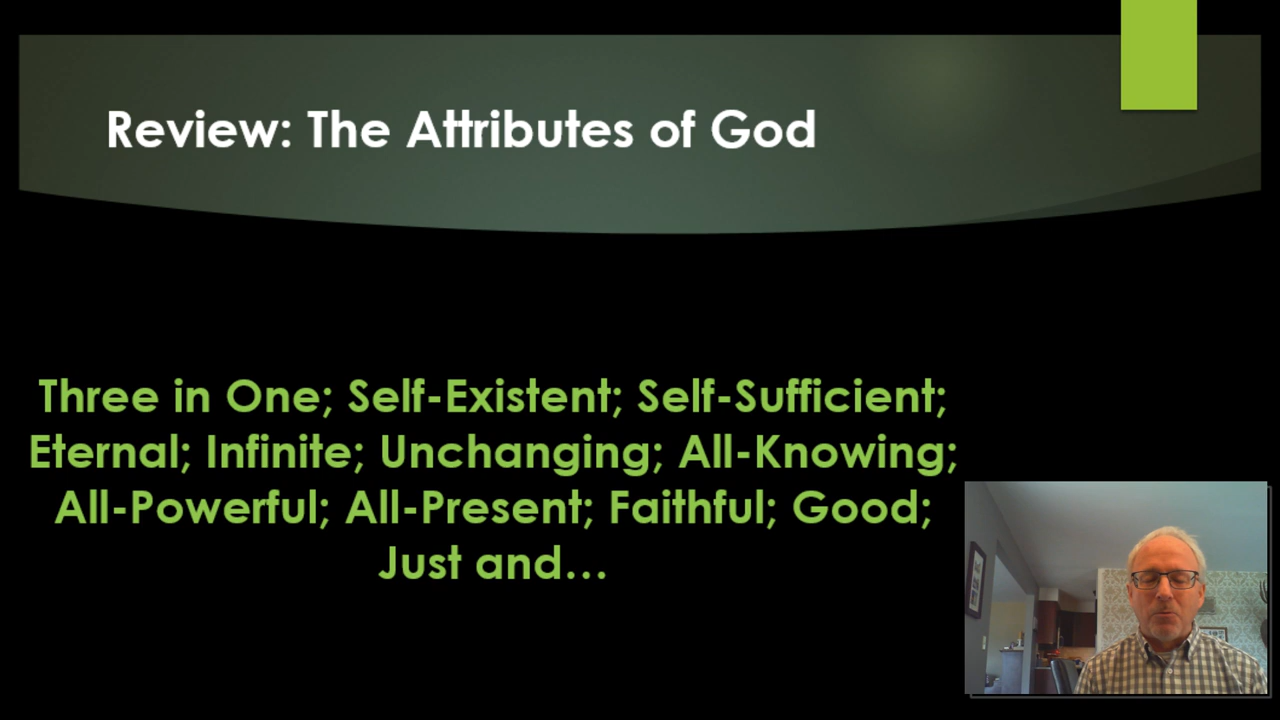 Review: The Attributes of God
Three in One; Self-Existent; Self-Sufficient;
Eternal; Infinite; Unchanging; All-Knowing;
All-Powerful; All-Present; Faithful; Good;
Just and…